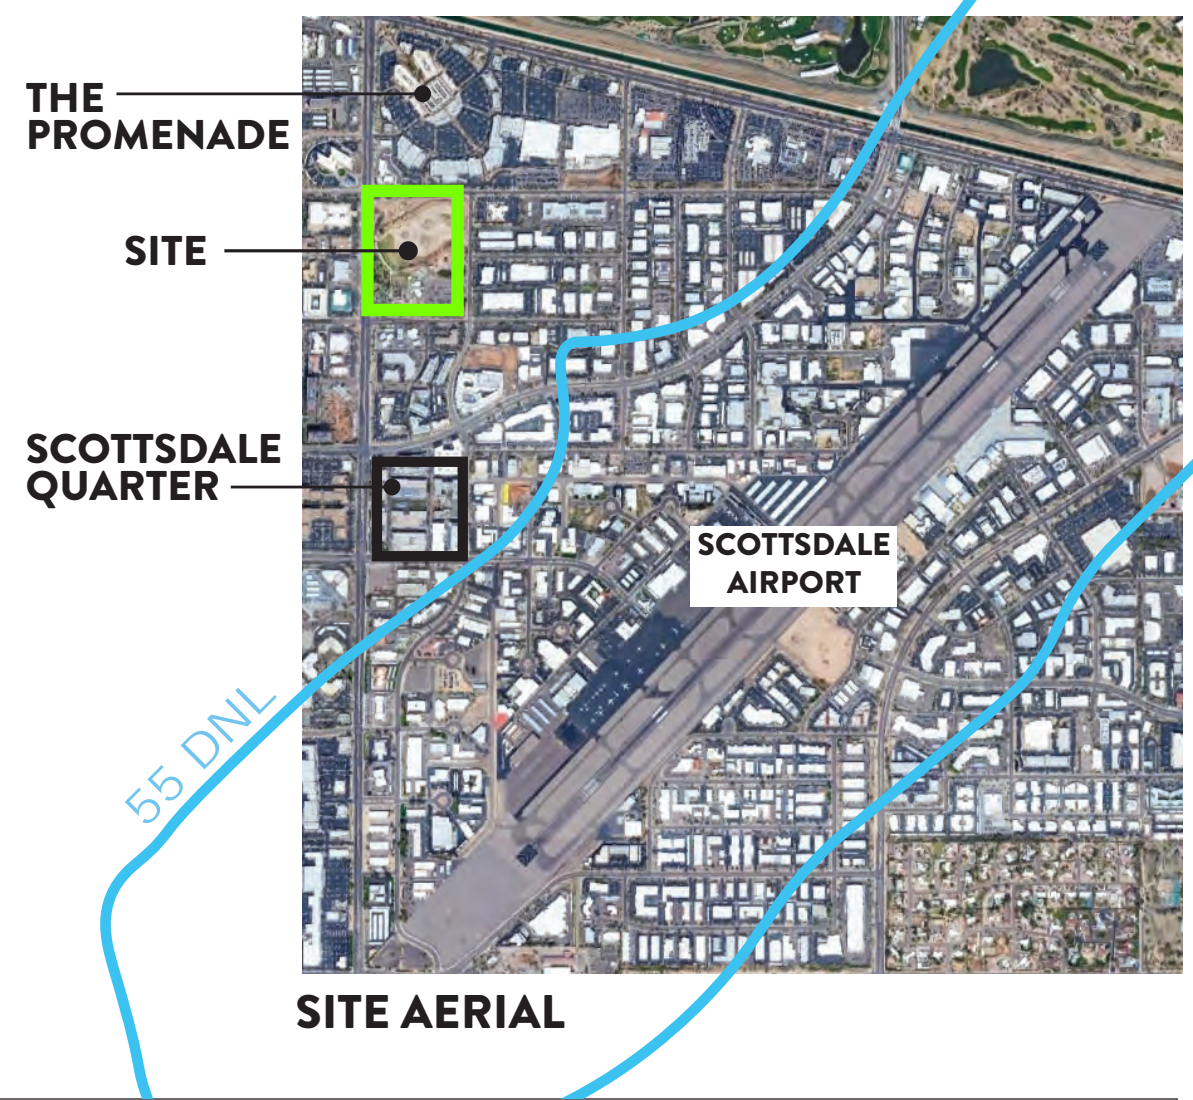 THE
PROMENADE
SITE
SCOTTSDALE
QUARTER
SCOTTSDALE
AIRPORT
55 DNL
SITE AERIAL